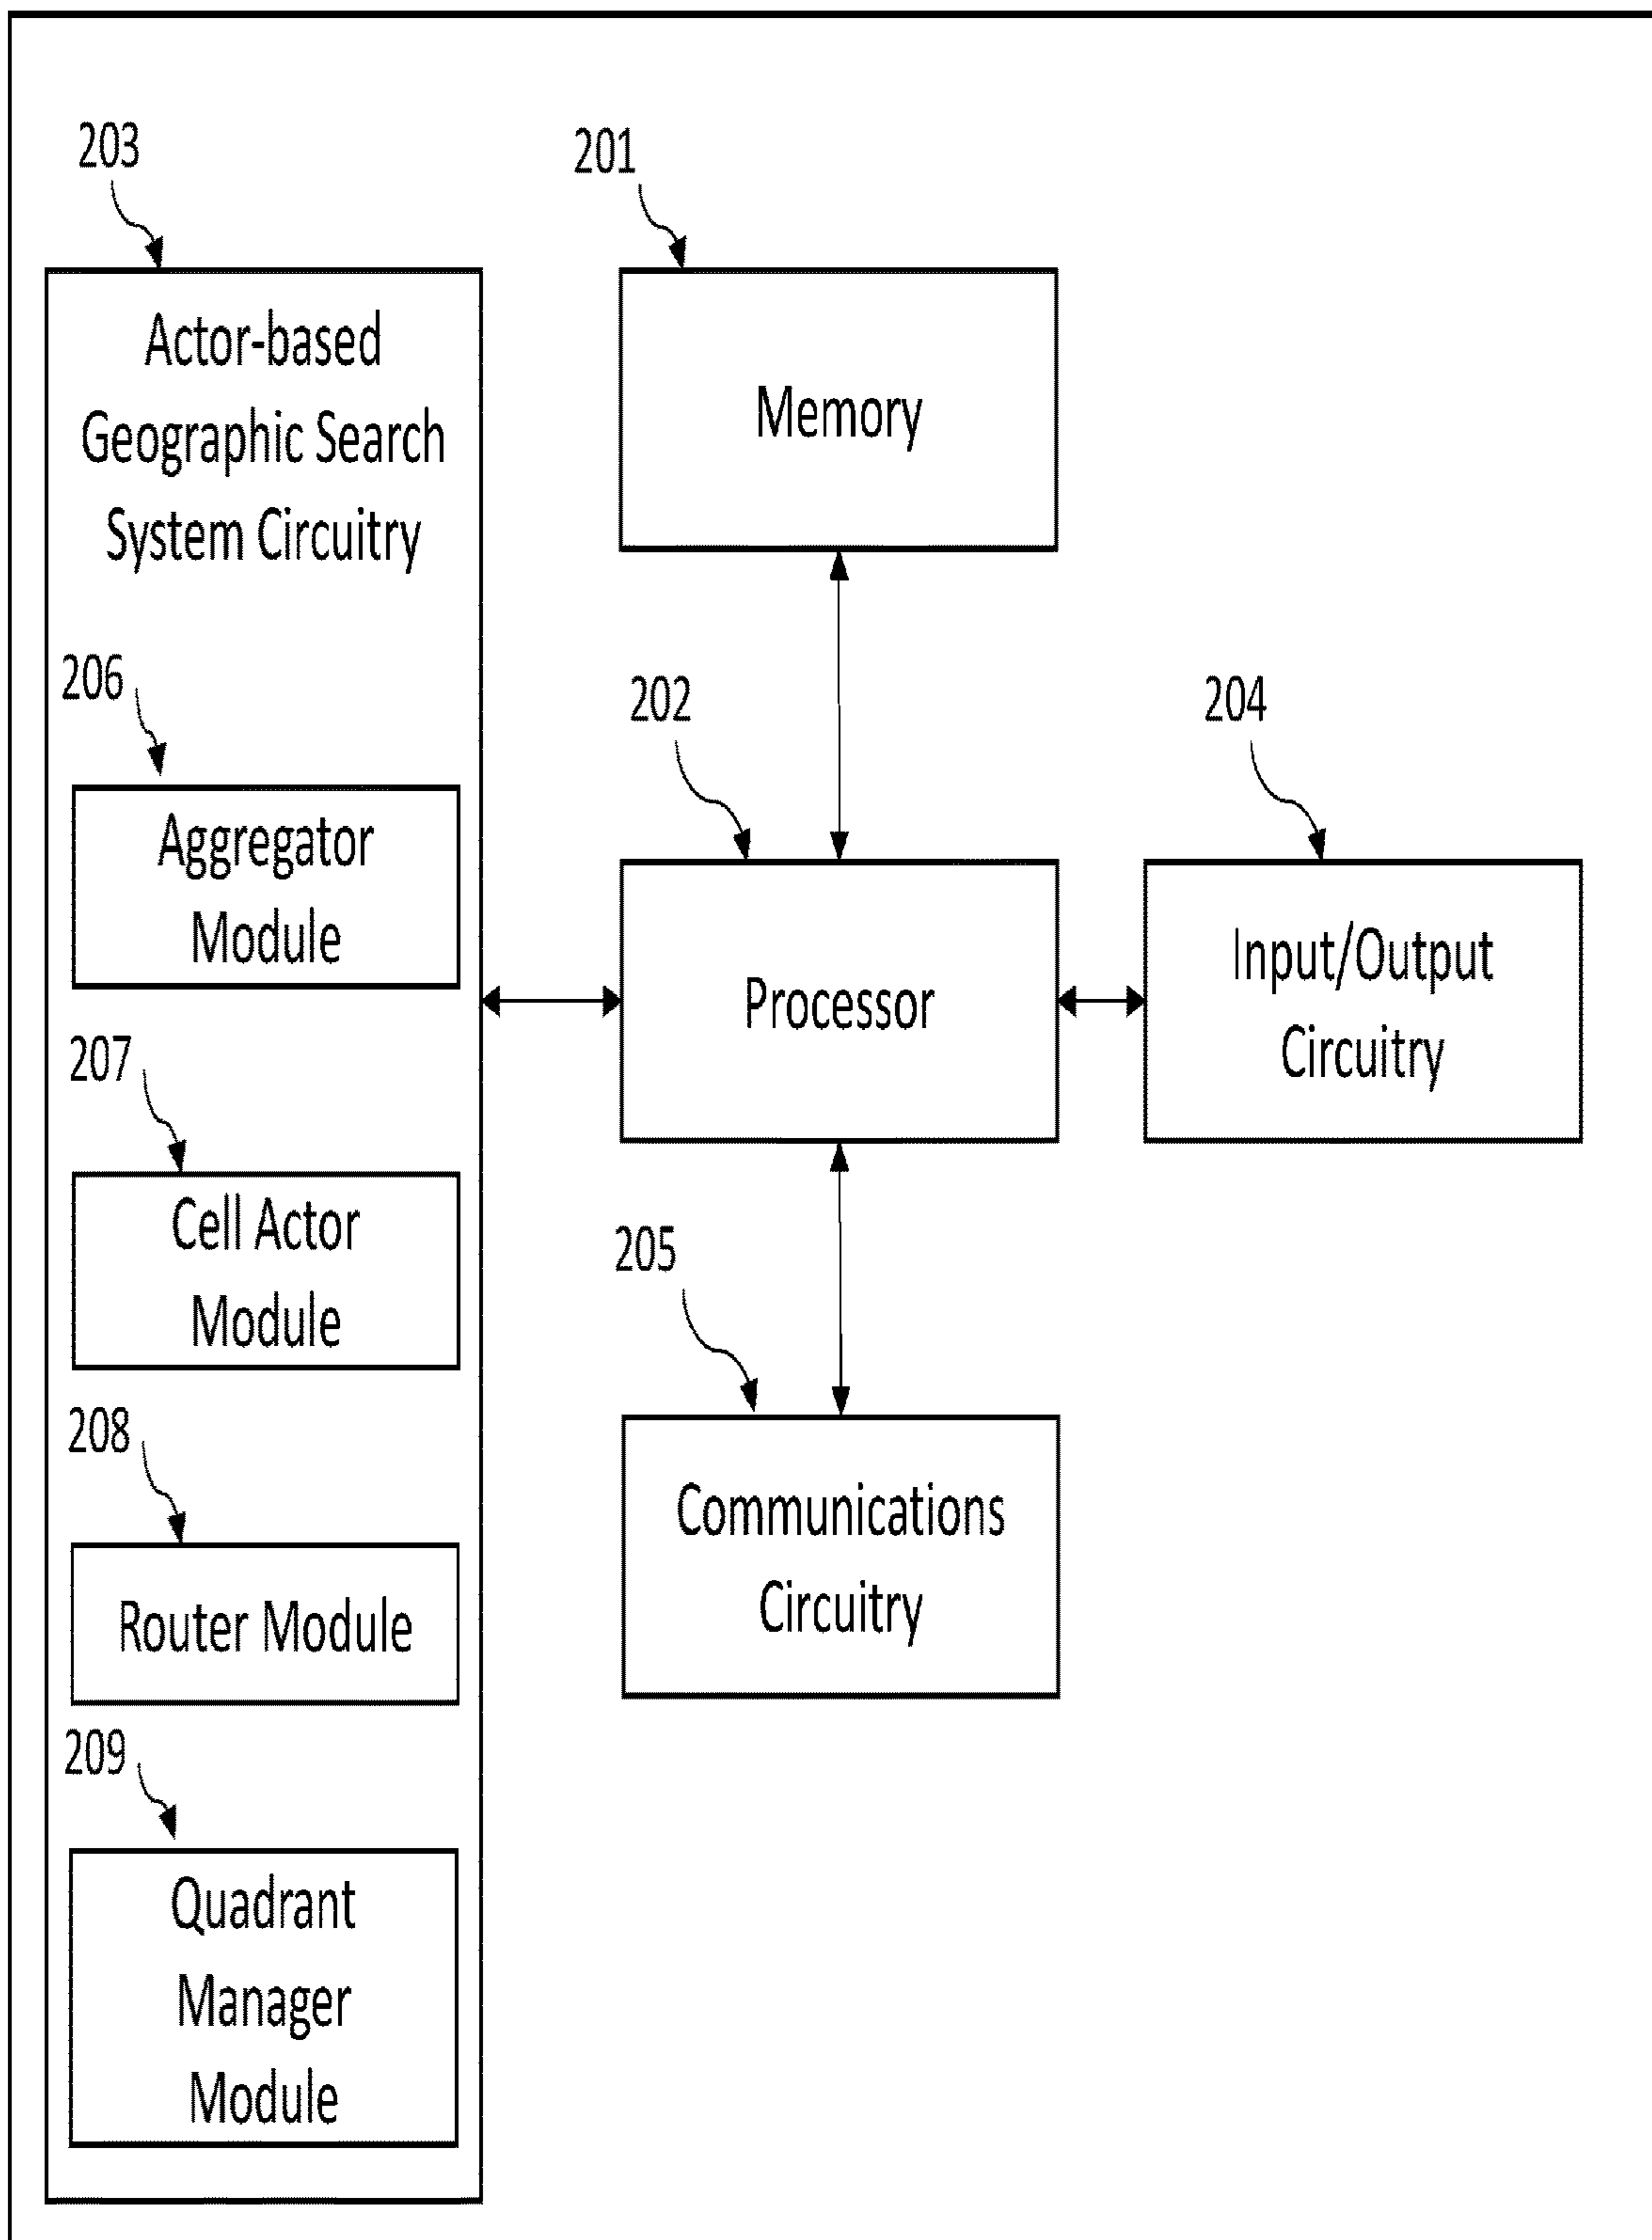 203
Actor-based
Geographic Search
System Circuitry
206
Aggregator
Module
207
Cell Actor
Module
208
Router Module
209
Quadrant
Manager
Module
201
Memory
202
Processor
204
Input/Output
Circuitry
205
Communications
Circuitry